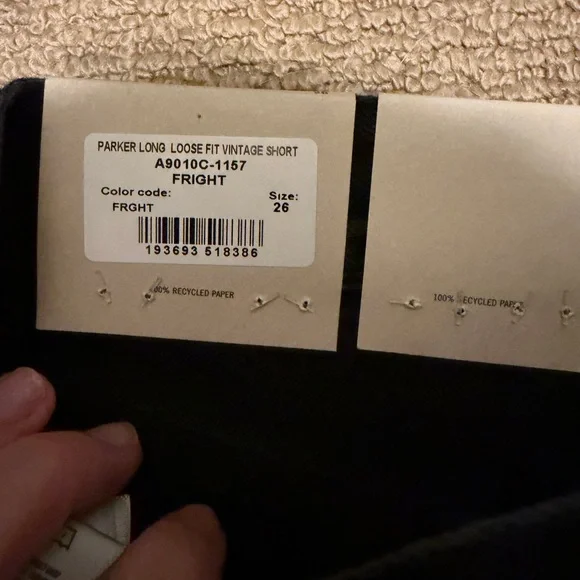 PARKER LONG LOOSE FIT VINTAGE SHORT
A9010C-1157
FRIGHT
Color code: Size:
FRGHT 26
193693 518386
100% RECYCLED PAPER
100% RECYCLED PAPER